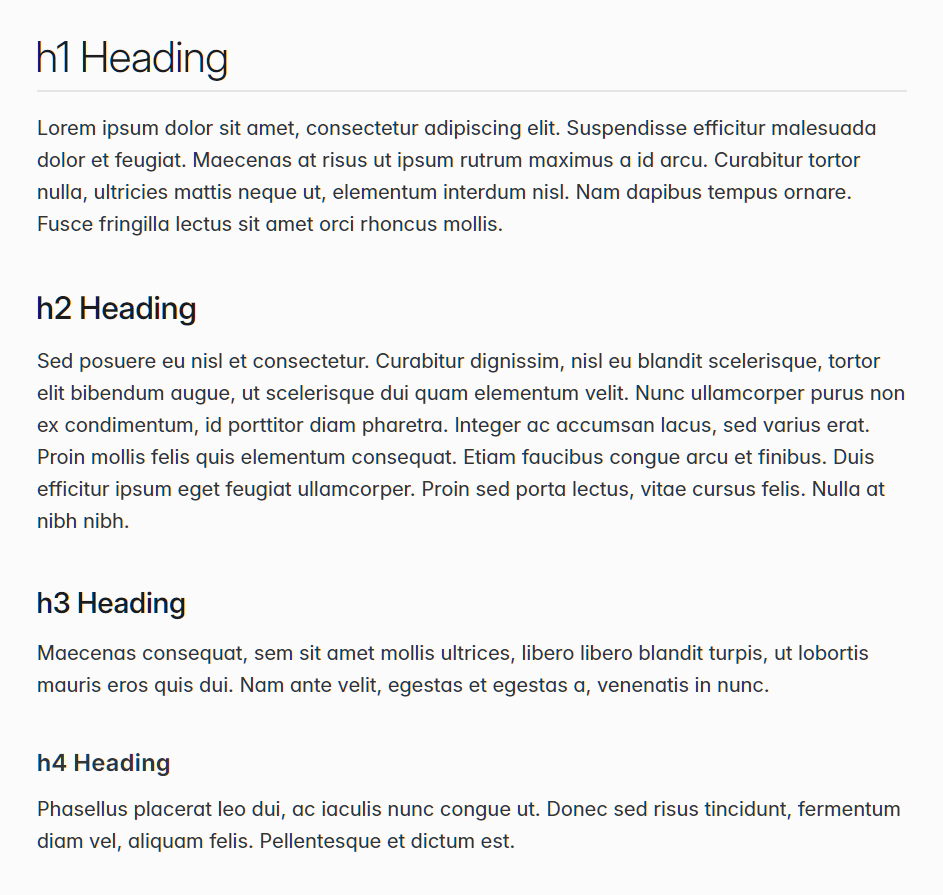 h1 Heading
Lorem ipsum dolor sit amet, consectetur adipiscing elit. Suspendisse efficitur malesuada
dolor et feugiat. Maecenas at risus ut ipsum rutrum maximus a id arcu. Curabitur tortor
nulla, ultricies mattis neque ut, elementum interdum nisl. Nam dapibus tempus ornare.
Fusce fringilla lectus sit amet orci rhoncus mollis.
h2 Heading
Sed posuere eu nisl et consectetur. Curabitur dignissim, nisl eu blandit scelerisque, tortor
elit bibendum augue, ut scelerisque dui quam elementum velit. Nunc ullamcorper purus non
ex condimentum, id porttitor diam pharetra. Integer ac accumsan lacus, sed varius erat.
Proin mollis felis quis elementum consequat. Etiam faucibus congue arcu et finibus. Duis
efficitur ipsum eget feugiat ullamcorper. Proin sed porta lectus, vitae cursus felis. Nulla at
nibh nibh.
h3 Heading
Maecenas consequat, sem sit amet mollis ultrices, libero libero blandit turpis, ut lobortis
mauris eros quis dui. Nam ante velit, egestas et egestas a, venenatis in nunc.
h4 Heading
Phasellus placerat leo dui, ac iaculis nunc congue ut. Donec sed risus tincidunt, fermentum
diam vel, aliquam felis. Pellentesque et dictum est.